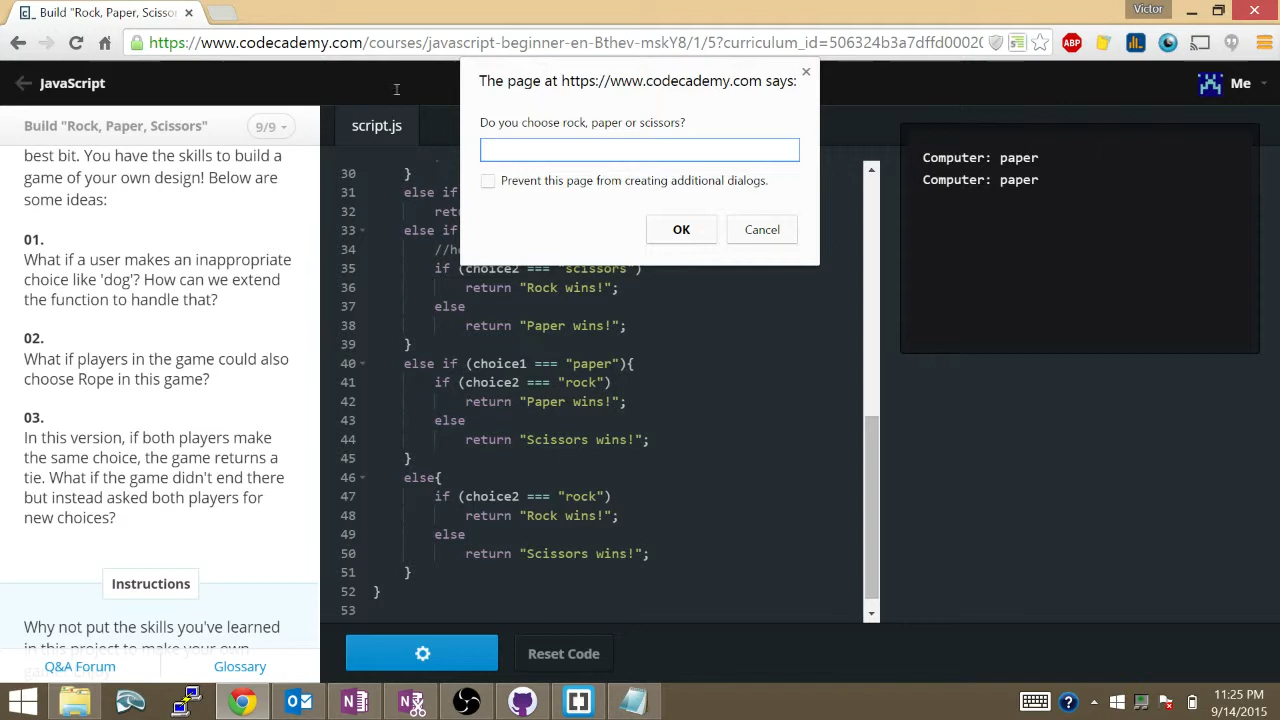 Build "Rock, Paper, Scissor
Victor
https://www.codecademy.com/courses/javascript-beginner-en-Bthev-mskY8/1/5?curriculum_id=506324b3a7dffd0002
ABP
JavaScript
Me
The page at https://www.codecademy.com says:
Do you choose rock, paper or scissors?
Prevent this page from creating additional dialogs.
OK
Cancel
Build "Rock, Paper, Scissors"
9/9
best bit. You have the skills to build a
game of your own design! Below are
some ideas:
01.
What if a user makes an inappropriate
choice like 'dog'? How can we extend
the function to handle that?
02.
What if players in the game could also
choose Rope in this game?
03.
In this version, if both players make
the same choice, the game returns a
tie. What if the game didn't end there
but instead asked both players for
new choices?
Instructions
Why not put the skills you've learned
in this project to make your own
Q&A Forum
Glossary
script.js
30 }
31 else if
32 ret
33 else if
34 //h
35 if (choice2 === "scissors")
36 return "Rock wins!";
37 else
38 return "Paper wins!";
39 }
40 else if (choice1 === "paper"){
41 if (choice2 === "rock")
42 return "Paper wins!";
43 else
44 return "Scissors wins!";
45 }
46 else{
47 if (choice2 === "rock")
48 return "Rock wins!";
49 else
50 return "Scissors wins!";
51 }
52 }
53
Reset Code
Computer: paper
Computer: paper
11:25 PM
9/14/2015